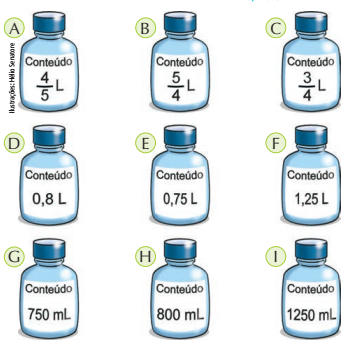 A
Conteúdo
4/5 L
B
Conteúdo
5/4 L
C
Conteúdo
3/4 L
Ilustrações: Hélio Senatore
D
Conteúdo
0,8 L
E
Conteúdo
0,75 L
F
Conteúdo
1,25 L
G
Conteúdo
750 mL
H
Conteúdo
800 mL
I
Conteúdo
1250 mL